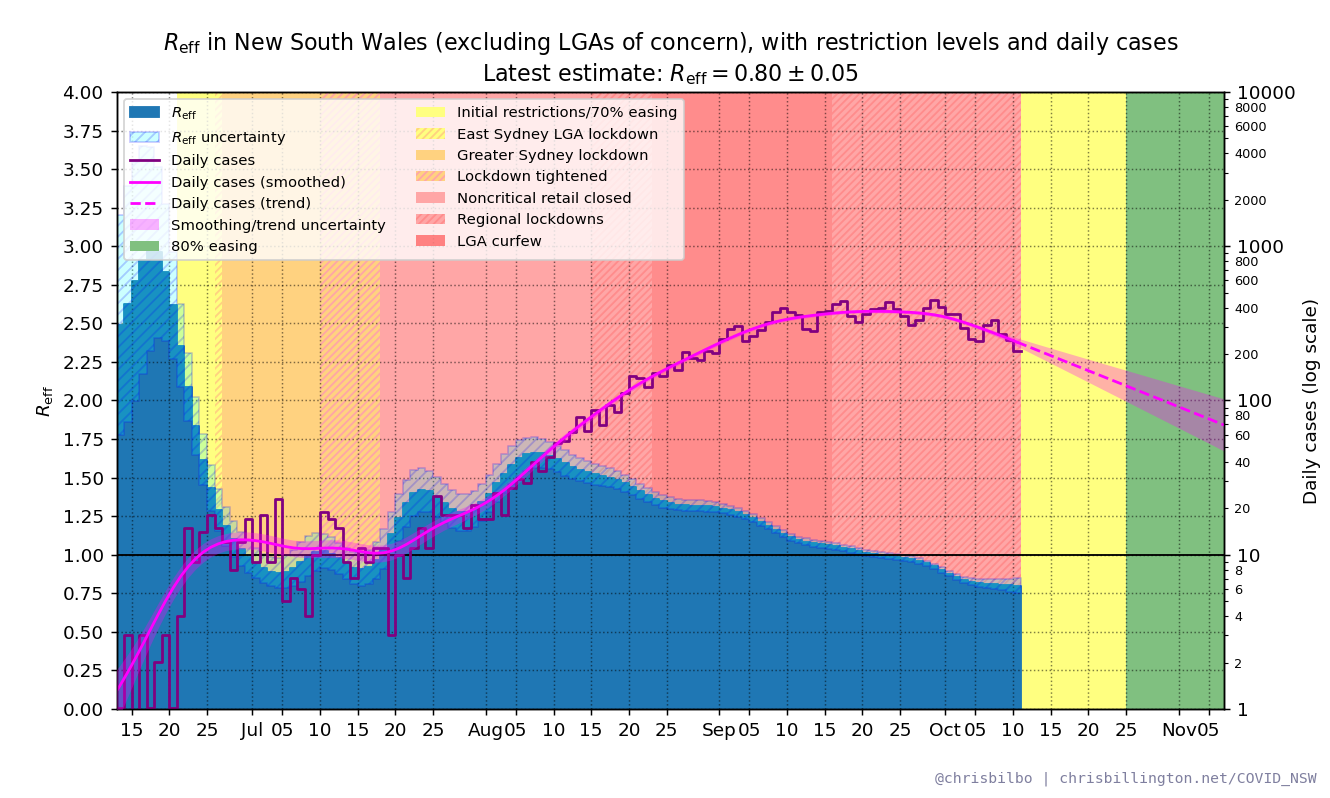 R_eff in New South Wales (excluding LGAs of concern), with restriction levels and daily cases
Latest estimate: R_eff = 0.80 ± 0.05
R_eff
R_eff uncertainty
Daily cases
Daily cases (smoothed)
Daily cases (trend)
Smoothing/trend uncertainty
80% easing
Initial restrictions/70% easing
East Sydney LGA lockdown
Greater Sydney lockdown
Lockdown tightened
Noncritical retail closed
Regional lockdowns
LGA curfew
R_eff
4.00
3.75
3.50
3.25
3.00
2.75
2.50
2.25
2.00
1.75
1.50
1.25
1.00
0.75
0.50
0.25
0.00
10000
8000
6000
4000
2000
1000
800
600
400
200
100
80
60
40
20
10
8
6
4
2
1
Daily cases (log scale)
15 20 25 Jul 05 10 15 20 25 Aug 05 10 15 20 25 Sep 05 10 15 20 25 Oct 05 10 15 20 25 Nov 05
@chrisbilbo | chrisbillington.net/COVID_NSW